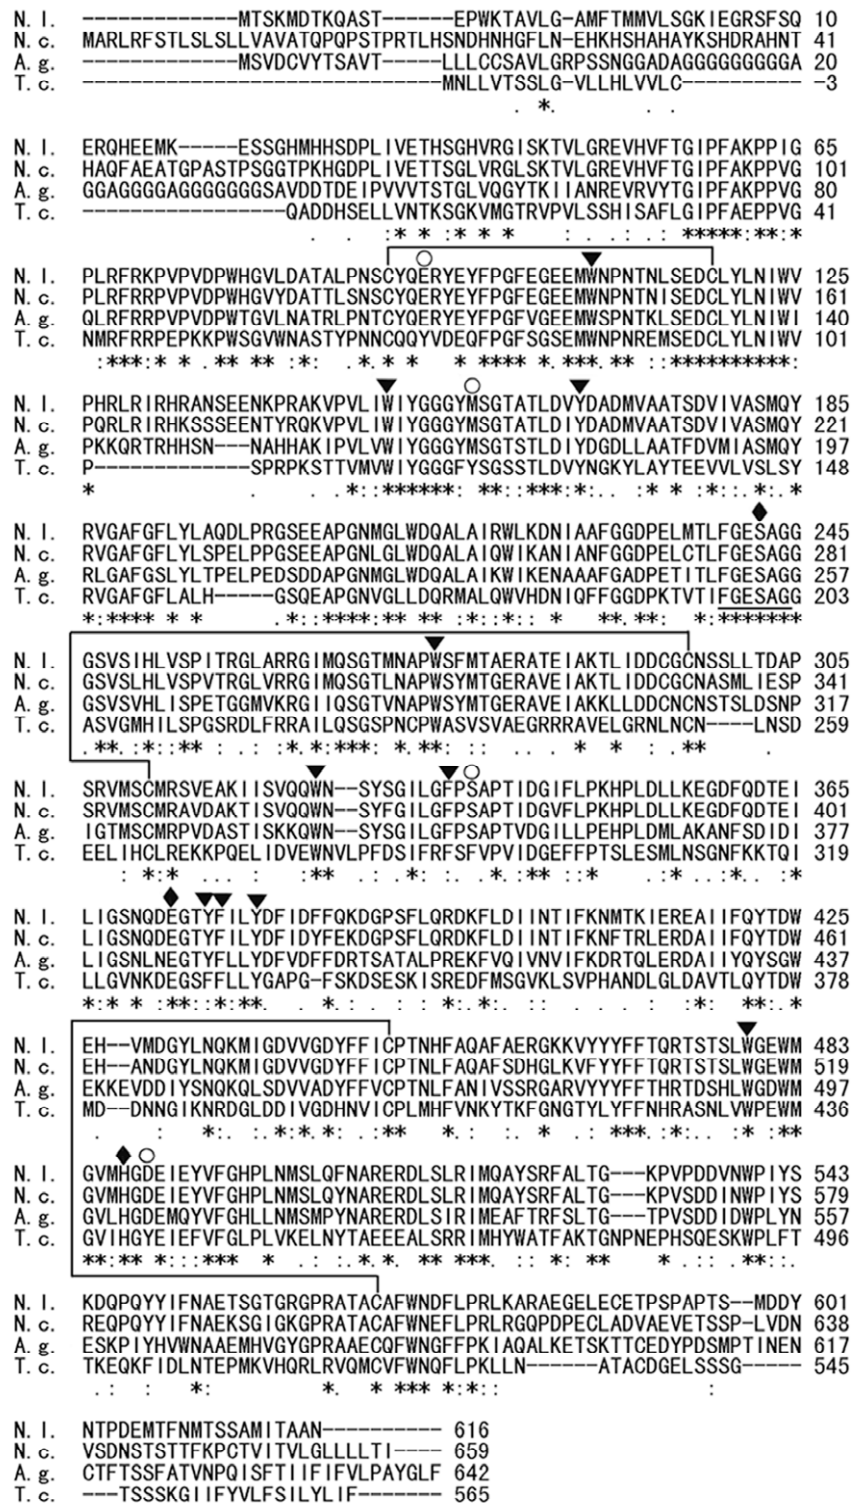 N. l. -------------MTSKMDTKQAST------EPWKTAVLG-AMFTMMVLSGKIEGRSFSQ 10
N. c. MARLRFSTLSLSLLVAVATQPQPSTPRTLHSNDHNHGFLN-EHKHSHAHAYKSHDRAHNT 41
A. g. -------------MSVDCVYTSAVT-----LLLCCSAVLGRPSSNGGADAGGGGGGGGGA 20
T. c. ------------------------------MNLLVTSSLG-VLLHLVVLC---------- -3
. *. . .
N. l. ERQHEEMK-----ESSGHMHHSDPLIVETHSGHVRGISKTVLGREVHVFTGIPFAKPPIG 65
N. c. HAQFAEATGPASTPSGGTPKHGDPLIVETTSGLVRGLSKTVLGREVHVFTGIPFAKPPVG 101
A. g. GGAGGGGAGGGGGGGSAVDDTDEIPVVVTSTGLVQGYTKIIANREVRVYTGIPFAKPPVG 80
T. c. -----------------QADDHSELLVNTKSGKVMGTRVPVLSSHISAFLGIPFAEPPVG 41
. . :* * :* * * : . : : *****:**:*
N. l. PLRFRKPVPVDPWHGVLDATALPNSCYQERYEYFPGFEGEEMWNPNTNLSEDCLYLNIWV 125
N. c. PLRFRRPVPVDPWHGVYDATTLSNSCYQERYEYFPGFEGEEMWNPNTNISEDCLYLNIWV 161
A. g. QLRFRRPVPVDPWTGVLNATRLPNTCVQERYEYFPGFVGEEMWSPNTKLSEDCLYLNIWI 140
T. c. NMRFRRPEPKKPWSGVWNASTYPNNCQQYVDEQFPGFSGSEMWNPNREMSEDCLYLNIWV 101
:***:* * .** ** :*: .*.* * * **** *.***.** ::**********:
N. l. PHRLRIRHRANSEENKPRAKVPVLIWIYGGGYMSGTATLDVYDADMVAATSDVIVASMQY 185
N. c. PQRLRIRHKSSSEENTYRQKVPVLIWIYGGGYMSGTATLDIYDADMVAATSDVIVASMQY 221
A. g. PKKQRTRHHSN---NAHHAKIPVLVWIYGGGYMSGTSTLDIYDGDLLAATFDVMIASMQY 197
T. c. P-------------SPRPKSTTVMVWIYGGGFYSGSSTLDVYNGKYLAYTEEVVLVSLSY 148
* . . .*::******: **::***:*:.. :* * :*::.*:.*
N. l. RVGAFGFLYLAQDLPRGSEEAPGNMGLWDQALAIRWLKDNIAAFGGDPELMTLFGESAGG 245
N. c. RVGAFGFLYLSPELPPGSEEAPGNLGLWDQALAIQWIKANIANFGGDPELCTLFGESAGG 281
A. g. RLGAFGSLYLTPELPEDSDDAPGNMGLWDQALAIKWIKENAAAFGADPETITLFGESAGG 257
T. c. RVGAFGFLALH-----GSQEAPGNVGLLDQRMALQWVHDNIQFFGGDPKTVTIFGESAGG 203
*:**** * * .*::****:** ** :*::*:: * **.**. *:*******
N. l. GSVSIHLVSPITRGLARRGIMQSGTMNAPWSFMTAERATEIAKTLIDDCGCNSSLLTDAP 305
N. c. GSVSLHLVSPVTRGLVRRGIMQSGTLNAPWSYMTGERAVEIAKTLIDDCGCNASMLIESP 341
A. g. GSVSVHLISPETGGMVKRGIIQSGTVNAPWSYMTGERAVEIAKKLLDDCGCNSTSLDSNP 317
T. c. ASVGMHILSPGSRDLFRRAILQSGSPNCPWASVSVAEGRRRAVELGRNLNCN----LNSD 259
.**.:*::** : .: :*.*:***: *.**: :: .. * * **  .
N. l. SRVMSCMRSVEAKIISVQQWN--SYSGILGFPSAPTIDGIFLPKHPLDLLKEGDFQDTEI 365
N. c. SRVMSCMRAVDAKTISVQQWN--SYFGILGFPSAPTIDGVFLPKHPLDLLKEGDFQDTEI 401
A. g. IGTMSCMRPVDASTISKKQWN--SYSGILGFPSAPTVDGILLPEHPLDMLAKANFSDIDI 377
T. c. EELIHCLREKKPQELIDVEWNVLPFDSIFRFSFVPVIDGEFFPTSLESMLNSGNFKKTQI 319
: *:* . : :** .: .*: *. .*.:** ::* .:* ..:*.. :*
N. l. LIGSNQDEGTYFILYDFIDFFQKDGPSFLQRDKFLDIINTIFKNMTKIEREAIIFQYTDW 425
N. c. LIGSNQDEGTYFILYDFIDYFEKDGPSFLQRDKFLDIINTIFKNFTRLERDAIIFQYTDW 461
A. g. LIGSNLNEGTYFLLYDFVDFFDRTSATALPREKFVQIVNVIFKDRTQLERDAIIYQYSGW 437
T. c. LLGVNKDEGSFFLLYGAPG-FSKDSESKISREDFMSGVKLSVPHANDLGLDAVTLQYTDW 378
*:* * :**::*:**. . *.: . : : *:.*:. :: . . :  :*: **:.*
N. l. EH--VMDGYLNQKMIGDVVGDYFFICPTNHFAQAFAERGKKVYYYFFTQRTSTSLWGEWM 483
N. c. EH--ANDGYLNQKMIGDVVGDYFFICPTNLFAQAFSDHGLKVFYYFFTQRTSTSLWGEWM 519
A. g. EKKEVDDIYSNQKQLSDVVADYFFVCPTNLFANIVSSRGARVYYYFFTHRTDSHLWGDWM 497
T. c. MD--DNNGIKNRDGLDDIVGDHNVICPLMHFVNKYTKFGNGTYLYFFNHRASNLVWPEWM 436
. : *:. :.*:*.*: .:** *.: :. * .: ***.:*:.. :* :**
N. l. GVMHGDEIEYVFGHPLNMSLQFNARERDLSLRIMQAYSRFALTG---KPVPDDVNWPIYS 543
N. c. GVMHGDEIEYVFGHPLNMSLQYNARERDLSLRIMQAYSRFALTG---KPVSDDINWPIYS 579
A. g. GVLHGDEMQYVFGHLLNMSMPYNARERDLSIRIMEAFTRFSLTG---TPVSDDIDWPLYN 557
T. c. GVIHGYEIEFVFGLPLVKELNYTAEEEALSRRIMHYWATFAKTGNPNEPHSQESKWPLFT 496
**:** *::*** * .: :.*.*. ** ***. :: *: ** * .:: .**::.
N. l. KDQPQYYIFNAETSGTGRGPRATACAFWNDFLPRLKARAEGELECETPSPAPTS--MDDY 601
N. c. REQPQYYIFNAEKSGIGKGPRATACAFWNEFLPRLRGQPDPECLADVAEVETSSP-LVDN 638
A. g. ESKPIYHVWNAAEMHVGYGPRAAECQFWNGFFPKIAQALKETSKTTCEDYPDSMPTINEN 617
T. c. TKEQKFIDLNTEPMKVHQRLRVQMCVFWNQFLPKLLN------ATACDGELSSSG----- 545
.: : *: *. * *** *:*:: :
N. l. NTPDEMTFNMTSSAMITAAN---------- 616
N. c. VSDNSTSTTFKPCTVITVLGLLLLTI---- 659
A. g. CTFTSSFATVNPQISFTIIFIFVLPAYGLF 642
T. c. ---TSSSKGIIFYVLFSILYLIF------- 565